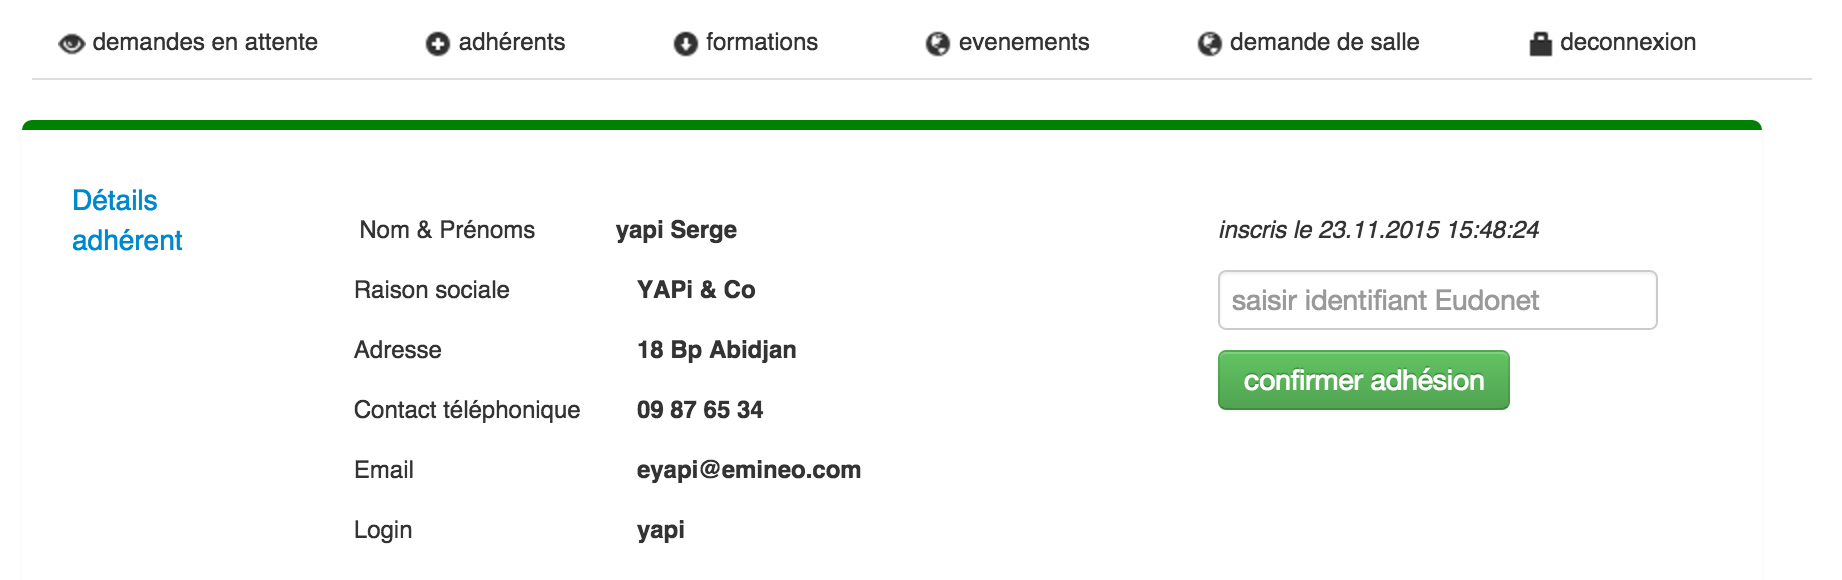 demandes en attente adhérents formations evenements demande de salle deconnexion
Détails
adhérent
Nom & Prénoms yapi Serge inscris le 23.11.2015 15:48:24
Raison sociale YAPi & Co saisir identifiant Eudonet
Adresse 18 Bp Abidjan confirmer adhésion
Contact téléphonique 09 87 65 34
Email eyapi@emineo.com
Login yapi